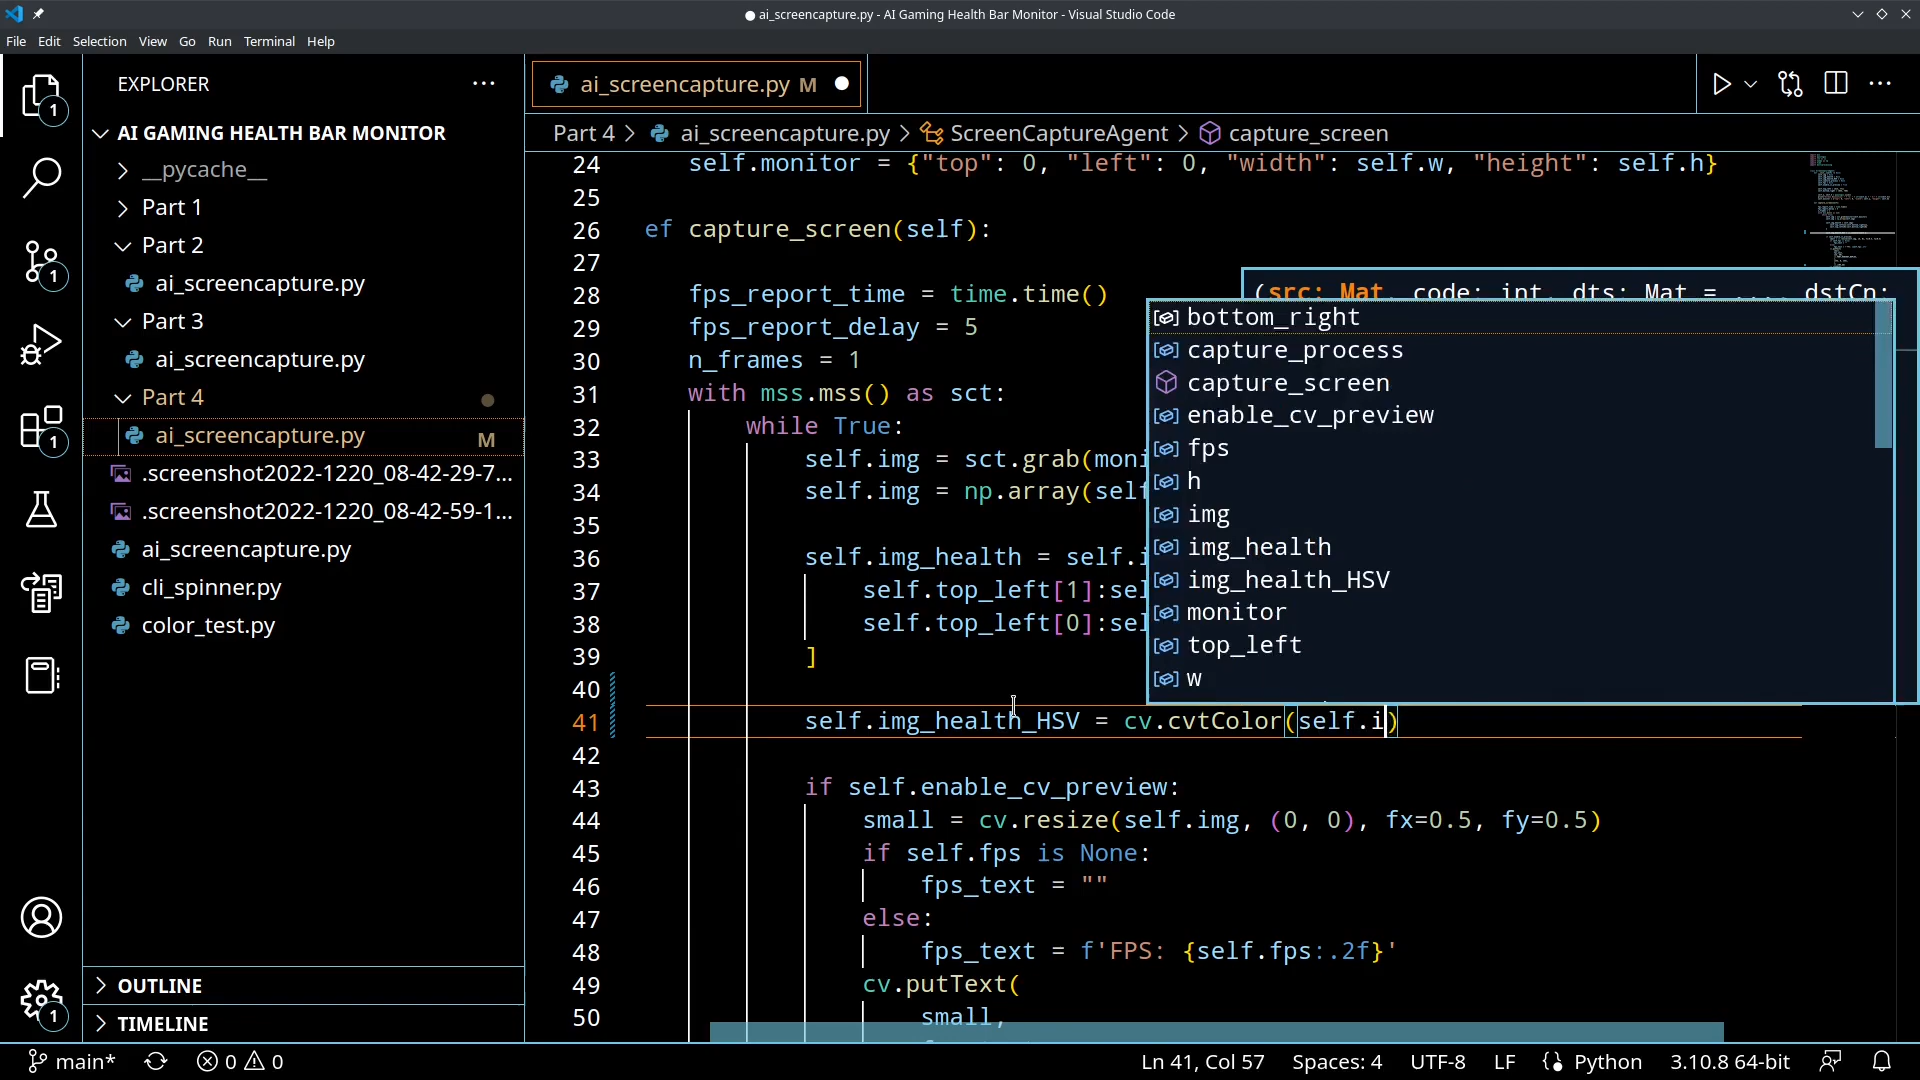 ai_screencapture.py - AI Gaming Health Bar Monitor - Visual Studio Code
File Edit Selection View Go Run Terminal Help
EXPLORER
AI GAMING HEALTH BAR MONITOR
__pycache__
Part 1
Part 2
ai_screencapture.py
Part 3
ai_screencapture.py
Part 4
ai_screencapture.py M
.screenshot2022-1220_08-42-29-7...
.screenshot2022-1220_08-42-59-1...
ai_screencapture.py
cli_spinner.py
color_test.py
OUTLINE
TIMELINE
1
1
1
1
ai_screencapture.py M
Part 4 > ai_screencapture.py > ScreenCaptureAgent > capture_screen
24 self.monitor = {"top": 0, "left": 0, "width": self.w, "height": self.h}
25
26 ef capture_screen(self):
27
28 fps_report_time = time.time()
29 fps_report_delay = 5
30 n_frames = 1
31 with mss.mss() as sct:
32 while True:
33 self.img = sct.grab(moni
34 self.img = np.array(self
35
36 self.img_health = self.i
37 self.top_left[1]:sel
38 self.top_left[0]:sel
39 ]
40
41 self.img_health_HSV = cv.cvtColor(self.i)
42
43 if self.enable_cv_preview:
44 small = cv.resize(self.img, (0, 0), fx=0.5, fy=0.5)
45 if self.fps is None:
46 fps_text = ""
47 else:
48 fps_text = f'FPS: {self.fps:.2f}'
49 cv.putText(
50 small,
(src: Mat, code: int, dts: Mat = ..., dstCn:
bottom_right
capture_process
capture_screen
enable_cv_preview
fps
h
img
img_health
img_health_HSV
monitor
top_left
w
main* 0 0 Ln 41, Col 57 Spaces: 4 UTF-8 LF Python 3.10.8 64-bit